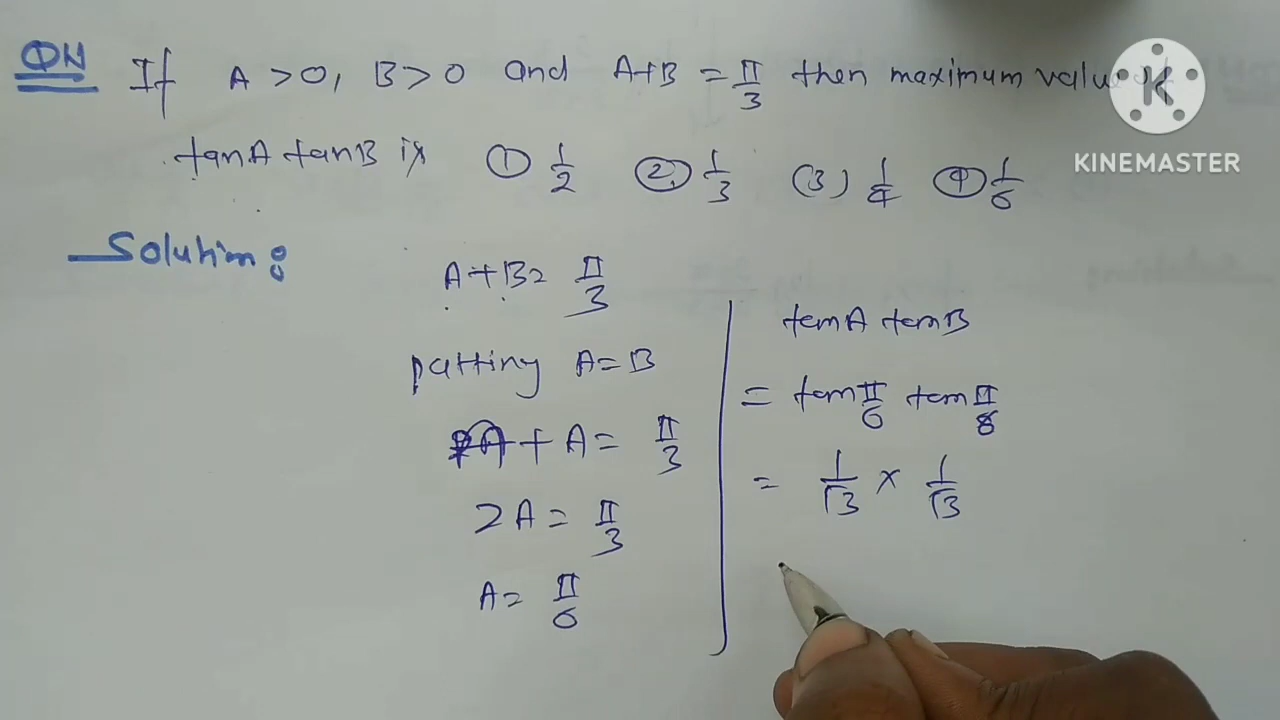 QN If A > 0, B > 0 and A+B = π/3 then maximum value of
KINEMASTER
tanA tanB is ① 1/2 ② 1/3 (3) 1/4 ④ 1/6
Solution:
A+B= π/3
putting A=B
A + A = π/3
2A = π/3
A = π/6
tanA tanB
= tan π/6 tan π/6
= 1/√3 × 1/√3